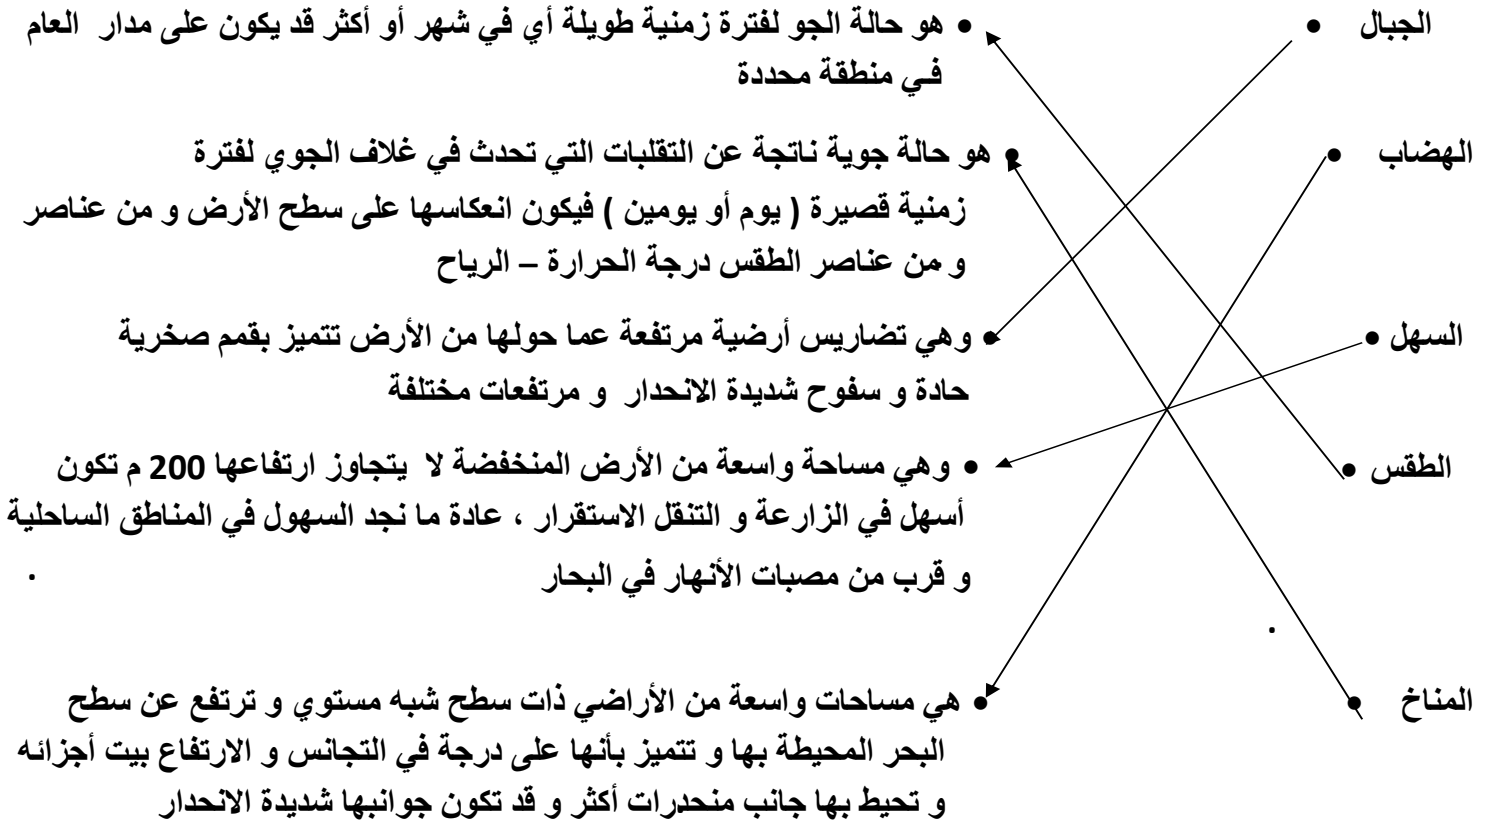 الجبال • • هو حالة الجو لفترة زمنية طويلة أي في شهر أو أكثر قد يكون على مدار العام
في منطقة محددة
الهضاب • • هو حالة جوية ناتجة عن التقلبات التي تحدث في غلاف الجوي لفترة
زمنية قصيرة ( يوم أو يومين ) فيكون انعكاسها على سطح الأرض و من عناصر
و من عناصر الطقس درجة الحرارة – الرياح
السهل • • وهي تضاريس أرضية مرتفعة عما حولها من الأرض تتميز بقمم صخرية
حادة و سفوح شديدة الانحدار و مرتفعات مختلفة
الطقس • • وهي مساحة واسعة من الأرض المنخفضة لا يتجاوز ارتفاعها 200 م تكون
أسهل في الزارعة و التنقل الاستقرار ، عادة ما نجد السهول في المناطق الساحلية
و قرب من مصبات الأنهار في البحار .
.
المناخ • • هي مساحات واسعة من الأراضي ذات سطح شبه مستوي و ترتفع عن سطح
البحر المحيطة بها و تتميز بأنها على درجة في التجانس و الارتفاع بيت أجزائه
و تحيط بها جانب منحدرات أكثر و قد تكون جوانبها شديدة الانحدار